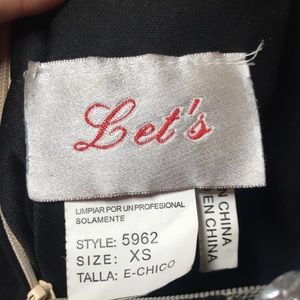 Let's
LIMPIAR POR UN PROFESIONAL
SOLAMENTE
STYLE: 5962
SIZE: XS
TALLA: E-CHICO
N CHINA
EN CHINA